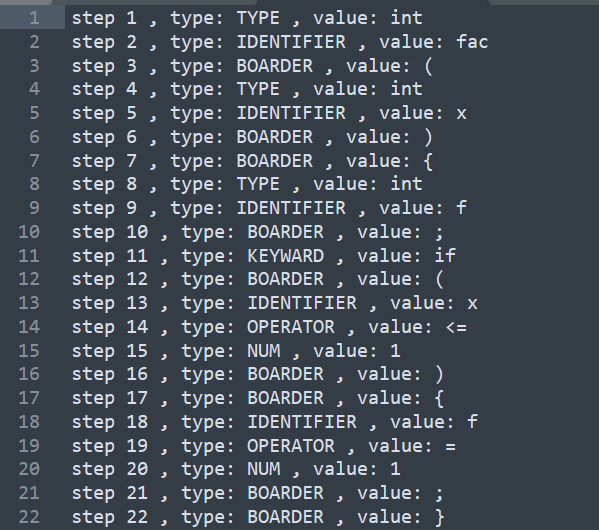 1 step 1 , type: TYPE , value: int
2 step 2 , type: IDENTIFIER , value: fac
3 step 3 , type: BOARDER , value: (
4 step 4 , type: TYPE , value: int
5 step 5 , type: IDENTIFIER , value: x
6 step 6 , type: BOARDER , value: )
7 step 7 , type: BOARDER , value: {
8 step 8 , type: TYPE , value: int
9 step 9 , type: IDENTIFIER , value: f
10 step 10 , type: BOARDER , value: ;
11 step 11 , type: KEYWARD , value: if
12 step 12 , type: BOARDER , value: (
13 step 13 , type: IDENTIFIER , value: x
14 step 14 , type: OPERATOR , value: <=
15 step 15 , type: NUM , value: 1
16 step 16 , type: BOARDER , value: )
17 step 17 , type: BOARDER , value: {
18 step 18 , type: IDENTIFIER , value: f
19 step 19 , type: OPERATOR , value: =
20 step 20 , type: NUM , value: 1
21 step 21 , type: BOARDER , value: ;
22 step 22 , type: BOARDER , value: }